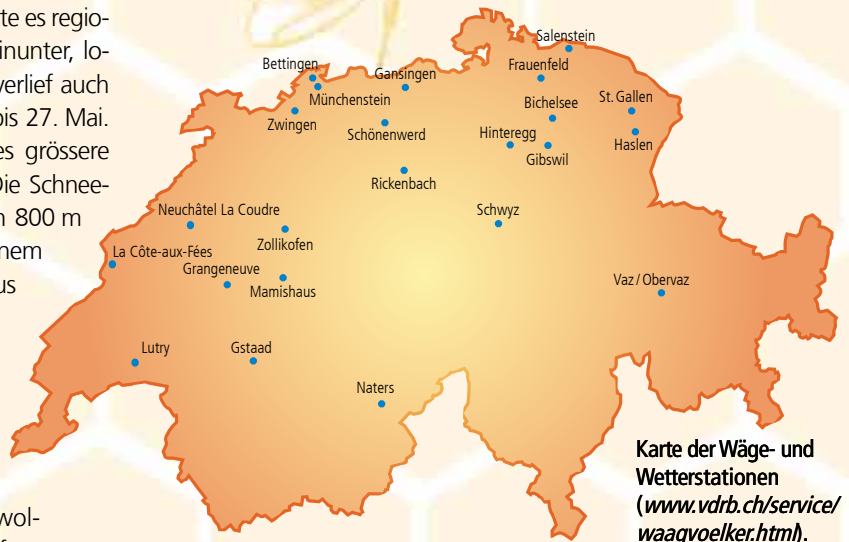 te es regio-
inunter, lo-
verlief auch
bis 27. Mai.
es grössere
Die Schnee-
n 800 m
nem
us
wol-
Salenstein
Bettingen
Gansingen
Frauenfeld
Münchenstein
Bichelsee
St. Gallen
Zwingen
Schönenwerd
Hinteregg
Haslen
Gibswil
Rickenbach
Neuchâtel La Coudre
Schwyz
Zollikofen
La Côte-aux-Fées
Grangeneuve
Mamishaus
Vaz/Obervaz
Lutry
Gstaad
Naters
Karte der Wäge- und
Wetterstationen
(www.vdrb.ch/service/
waagvoelker.html).